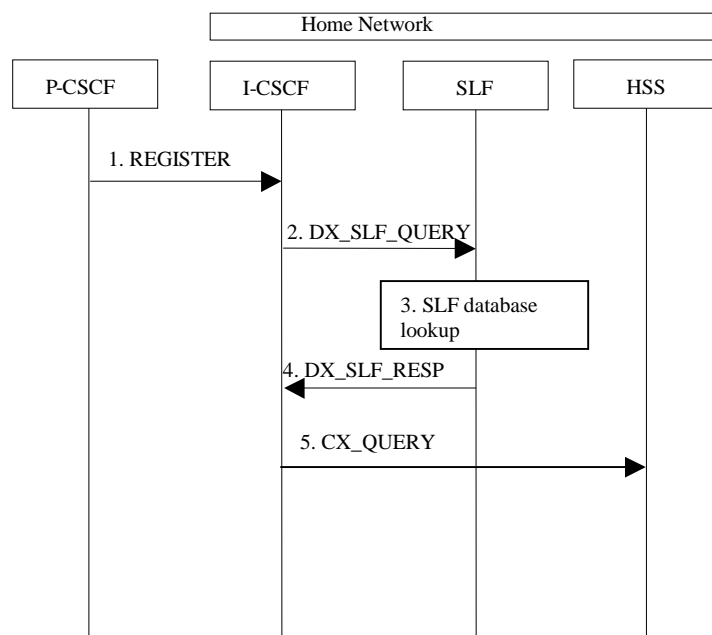 Home Network
P-CSCF
I-CSCF
SLF
HSS
1. REGISTER
2. DX_SLF_QUERY
3. SLF database
lookup
4. DX_SLF_RESP
5. CX_QUERY